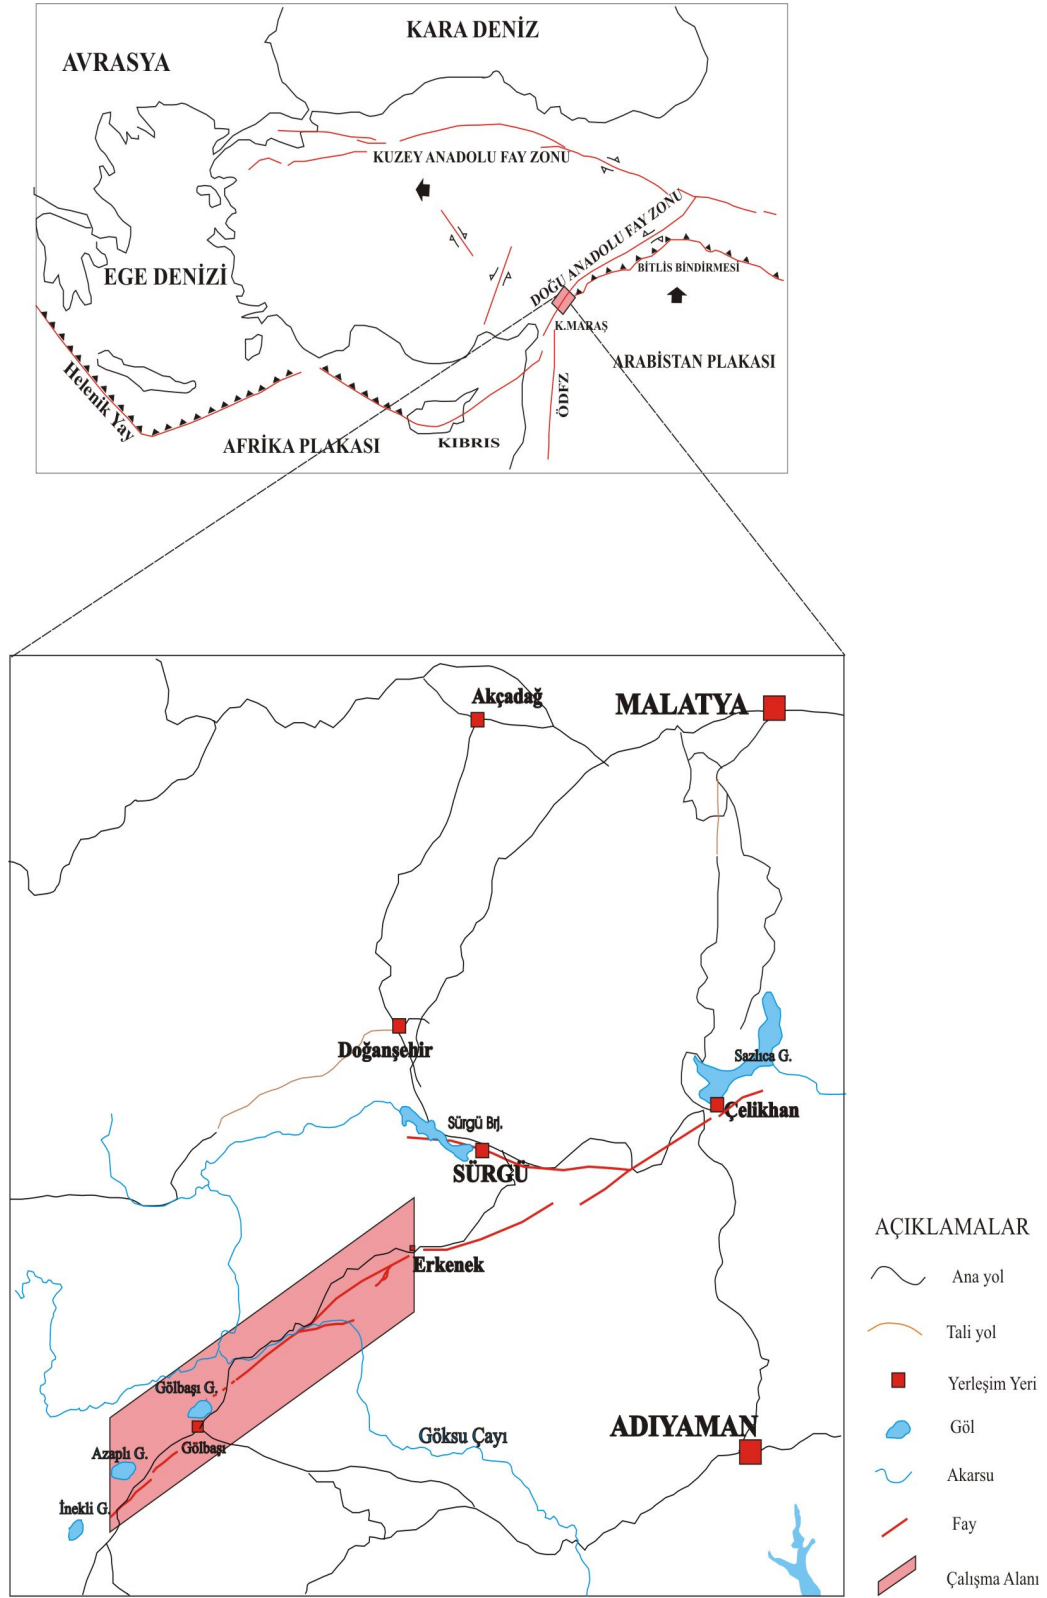 KARA DENİZ
AVRASYA
KUZEY ANADOLU FAY ZONU
DOĞU ANADOLU FAY ZONU
BİTLİS BİNDİRMESİ
EGE DENİZİ
K.MARAŞ
ARABİSTAN PLAKASI
Helenik Yay
ÖDFZ
AFRİKA PLAKASI
KIBRIS
Akçadağ
MALATYA
Doğanşehir
Sazlıca G.
Çelikhan
Sürgü Brj.
SÜRGÜ
Erkenek
Gölbaşı G.
Gölbaşı
Göksu Çayı
ADIYAMAN
Azaplı G.
İnekli G.
AÇIKLAMALAR
Ana yol
Tali yol
Yerleşim Yeri
Göl
Akarsu
Fay
Çalışma Alanı